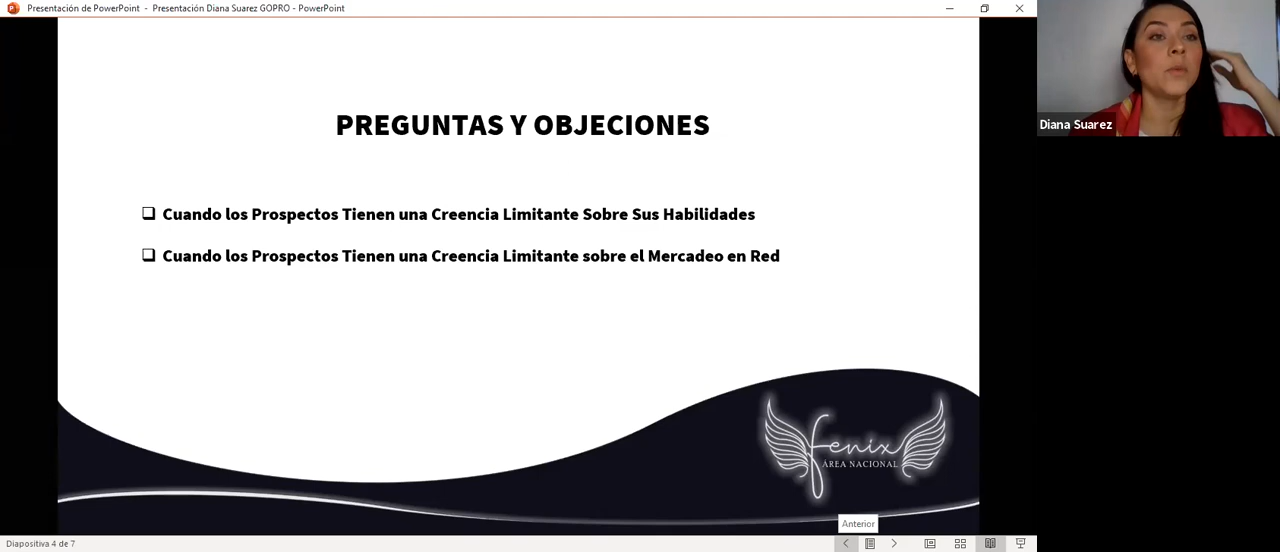 Presentación de PowerPoint - Presentación Diana Suarez GOPRO - PowerPoint
PREGUNTAS Y OBJECIONES
Cuando los Prospectos Tienen una Creencia Limitante Sobre Sus Habilidades
Cuando los Prospectos Tienen una Creencia Limitante sobre el Mercadeo en Red
fenix
ÁREA NACIONAL
Anterior
Diapositiva 4 de 7
Diana Suarez